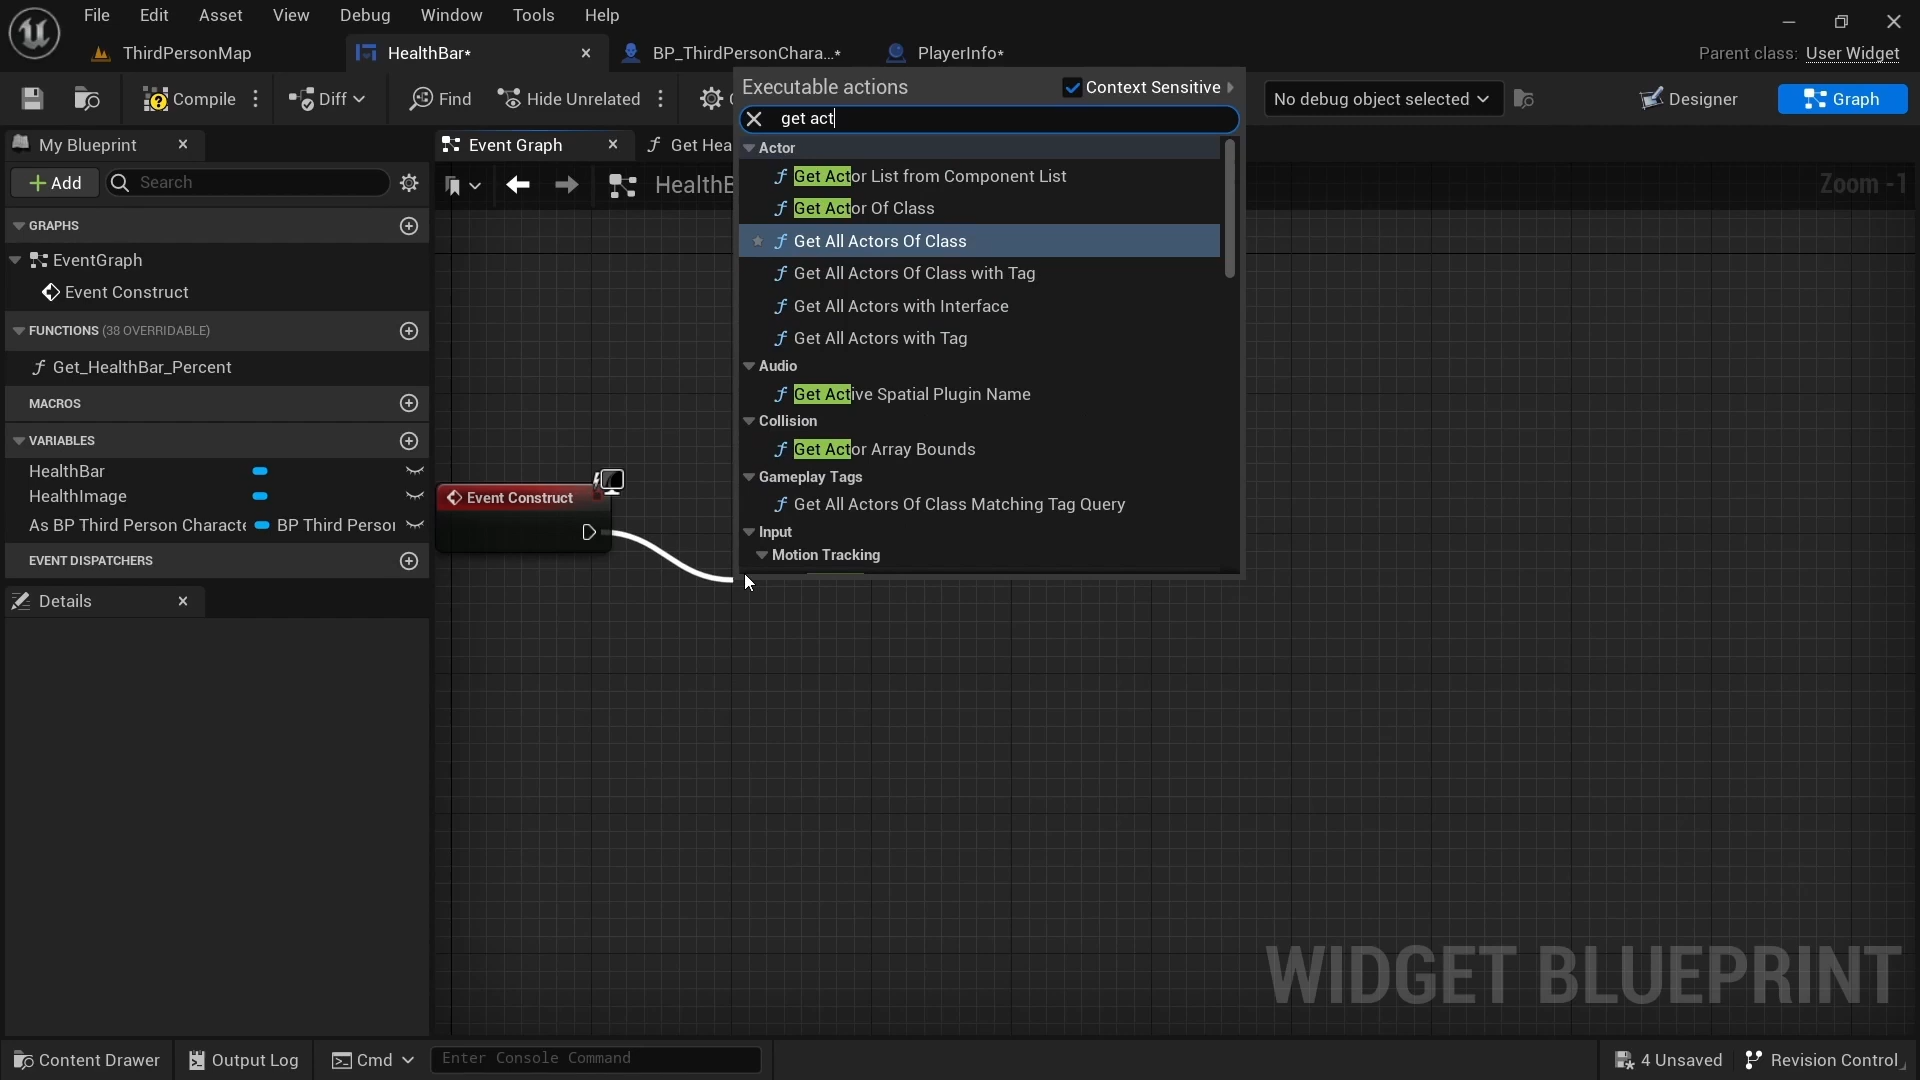 File Edit Asset View Debug Window Tools Help
ThirdPersonMap HealthBar* BP_ThirdPersonChara...* PlayerInfo* Parent class: User Widget
Compile Diff Find Hide Unrelated No debug object selected Designer Graph
Executable actions Context Sensitive
get act
My Blueprint
Add Search
GRAPHS
EventGraph
Event Construct
FUNCTIONS (38 OVERRIDABLE)
Get_HealthBar_Percent
MACROS
VARIABLES
HealthBar
HealthImage
As BP Third Person Characte BP Third Person
EVENT DISPATCHERS
Details
Event Graph Get Hea
HealthB Zoom -1
Actor
Get Actor List from Component List
Get Actor Of Class
Get All Actors Of Class
Get All Actors Of Class with Tag
Get All Actors with Interface
Get All Actors with Tag
Audio
Get Active Spatial Plugin Name
Collision
Get Actor Array Bounds
Gameplay Tags
Get All Actors Of Class Matching Tag Query
Input
Motion Tracking
Event Construct
WIDGET BLUEPRINT
Content Drawer Output Log Cmd Enter Console Command 4 Unsaved Revision Control